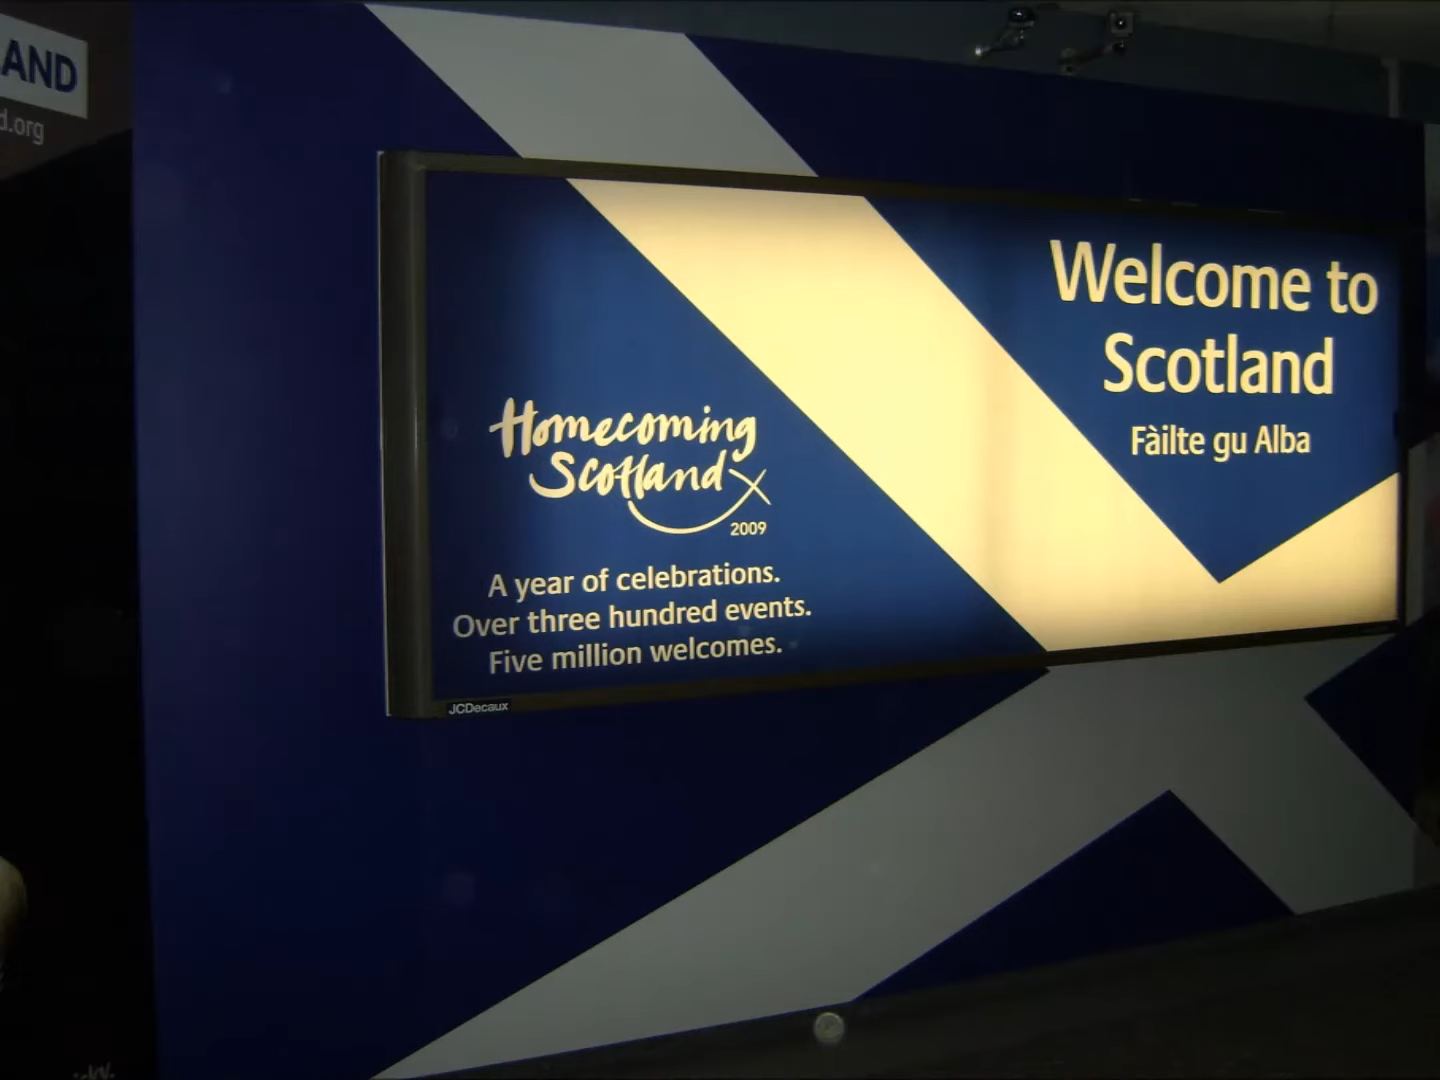 AND
d.org
Welcome to
Scotland
Fàilte gu Alba
Homecoming
Scotland
2009
A year of celebrations.
Over three hundred events.
Five million welcomes.
JCDecaux